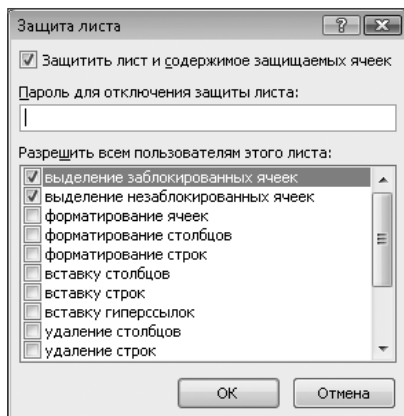 Защита листа
Защитить лист и содержимое защищаемых ячеек
Пароль для отключения защиты листа:
Разрешить всем пользователям этого листа:
выделение заблокированных ячеек
выделение незаблокированных ячеек
форматирование ячеек
форматирование столбцов
форматирование строк
вставку столбцов
вставку строк
вставку гиперссылок
удаление столбцов
удаление строк
ОК Отмена